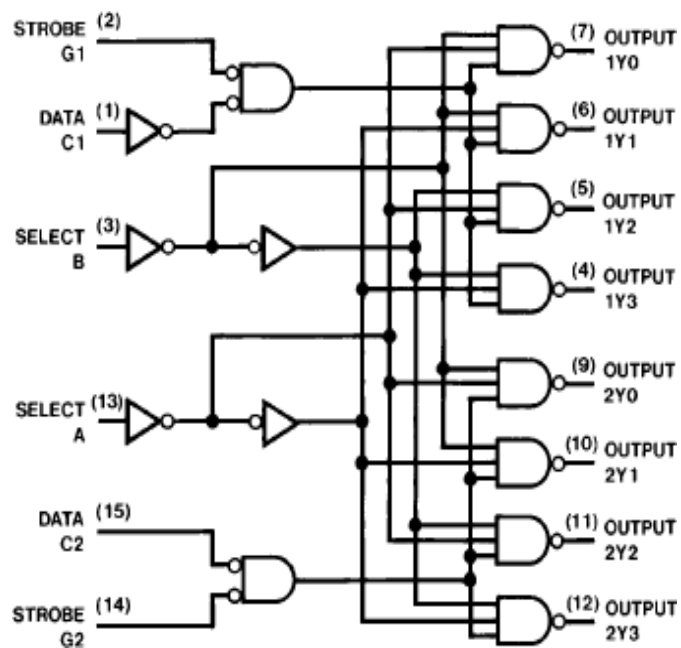 STROBE (2)
G1
DATA (1)
C1
SELECT (3)
B
SELECT (13)
A
DATA (15)
C2
STROBE (14)
G2
(7) OUTPUT
1Y0
(6) OUTPUT
1Y1
(5) OUTPUT
1Y2
(4) OUTPUT
1Y3
(9) OUTPUT
2Y0
(10) OUTPUT
2Y1
(11) OUTPUT
2Y2
(12) OUTPUT
2Y3